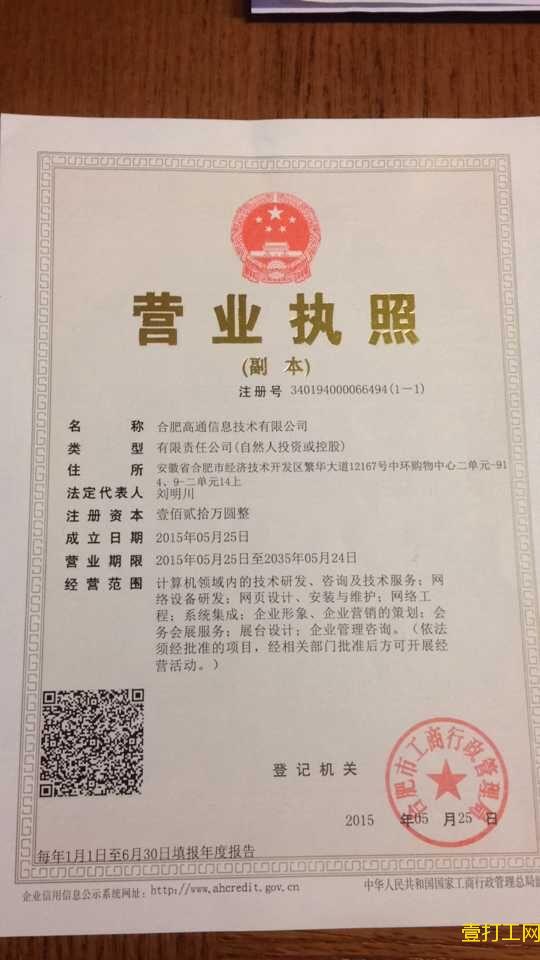 营业执照
(副 本)
注册号 340194000066494(1-1)
名称 合肥高通信息技术有限公司
类型 有限责任公司(自然人投资或控股)
住所 安徽省合肥市经济技术开发区繁华大道12167号中环购物中心二单元-91
4、9-二单元14上
法定代表人 刘明川
注册资本 壹佰贰拾万圆整
成立日期 2015年05月25日
营业期限 2015年05月25日至2035年05月24日
经营范围 计算机领域内的技术研发、咨询及技术服务；网
络设备研发；网页设计、安装与维护；网络工
程；系统集成；企业形象、企业营销的策划；会
务会展服务；展台设计；企业管理咨询。（依法
须经批准的项目，经相关部门批准后方可开展经
营活动。）
登记机关
合肥市工商行政管理局
2015 年05 月25 日
每年1月1日至6月30日填报年度报告
企业信用信息公示系统网址：http://www.ahcredit.gov.cn
中华人民共和国国家工商行政管理总局
壹打工网